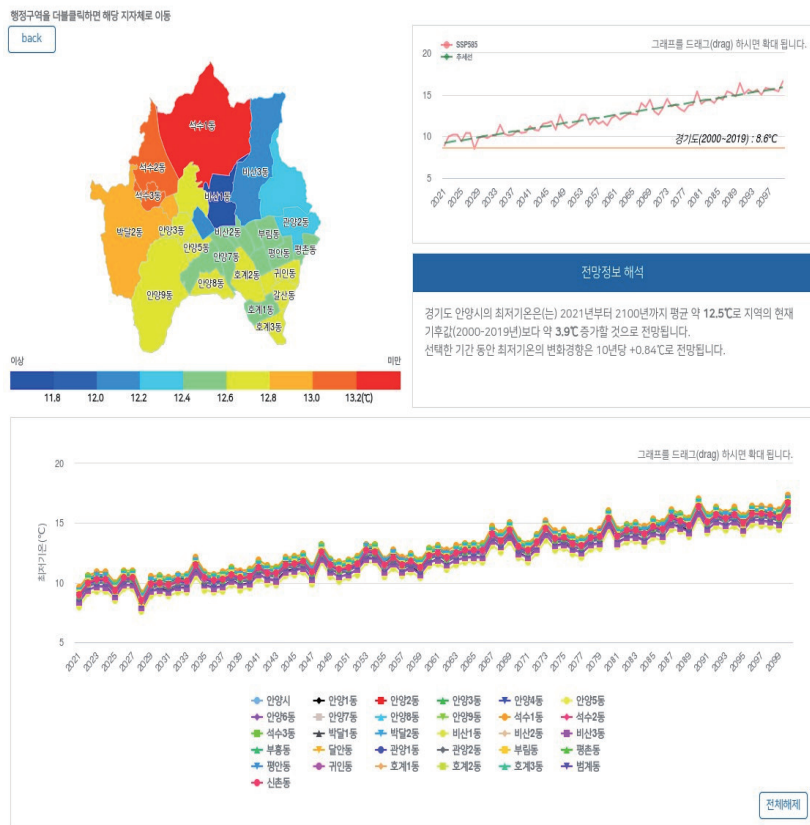 행정구역을 더블클릭하면 해당 지자체로 이동
back
석수1동
석수2동
비산3동
석수3동
비산1동
관양2동
박달2동
안양3동
비산2동
부림동
안양5동
안양7동
평안동
평촌동
호계2동
귀인동
안양9동
안양8동
갈산동
호계1동
호계3동
이상
미만
11.8 12.0 12.2 12.4 12.6 12.8 13.0 13.2(℃)
SSP585
추세선
그래프를 드래그(drag) 하시면 확대 됩니다.
20
15
10
5
경기도(2000~2019) : 8.6℃
2021 2025 2029 2033 2037 2041 2045 2049 2053 2057 2061 2065 2069 2073 2077 2081 2085 2089 2093 2097
전망정보 해석
경기도 안양시의 최저기온은(는) 2021년부터 2100년까지 평균 약 12.5℃로 지역의 현재
기후값(2000-2019년)보다 약 3.9℃ 증가할 것으로 전망됩니다.
선택한 기간 동안 최저기온의 변화경향은 10년당 +0.84℃로 전망됩니다.
그래프를 드래그(drag) 하시면 확대 됩니다.
최저기온(℃)
20
15
10
5
2021 2023 2025 2027 2029 2031 2033 2035 2037 2039 2041 2043 2045 2047 2049 2051 2053 2055 2057 2059 2061 2063 2065 2067 2069 2071 2073 2075 2077 2079 2081 2083 2085 2087 2089 2091 2093 2095 2097 2099
안양시 안양1동 안양2동 안양3동 안양4동 안양5동
안양6동 안양7동 안양8동 안양9동 석수1동 석수2동
석수3동 박달1동 박달2동 비산1동 비산2동 비산3동
부흥동 달안동 관양1동 관양2동 부림동 평촌동
평안동 귀인동 호계1동 호계2동 호계3동 범계동
신촌동
전체해제